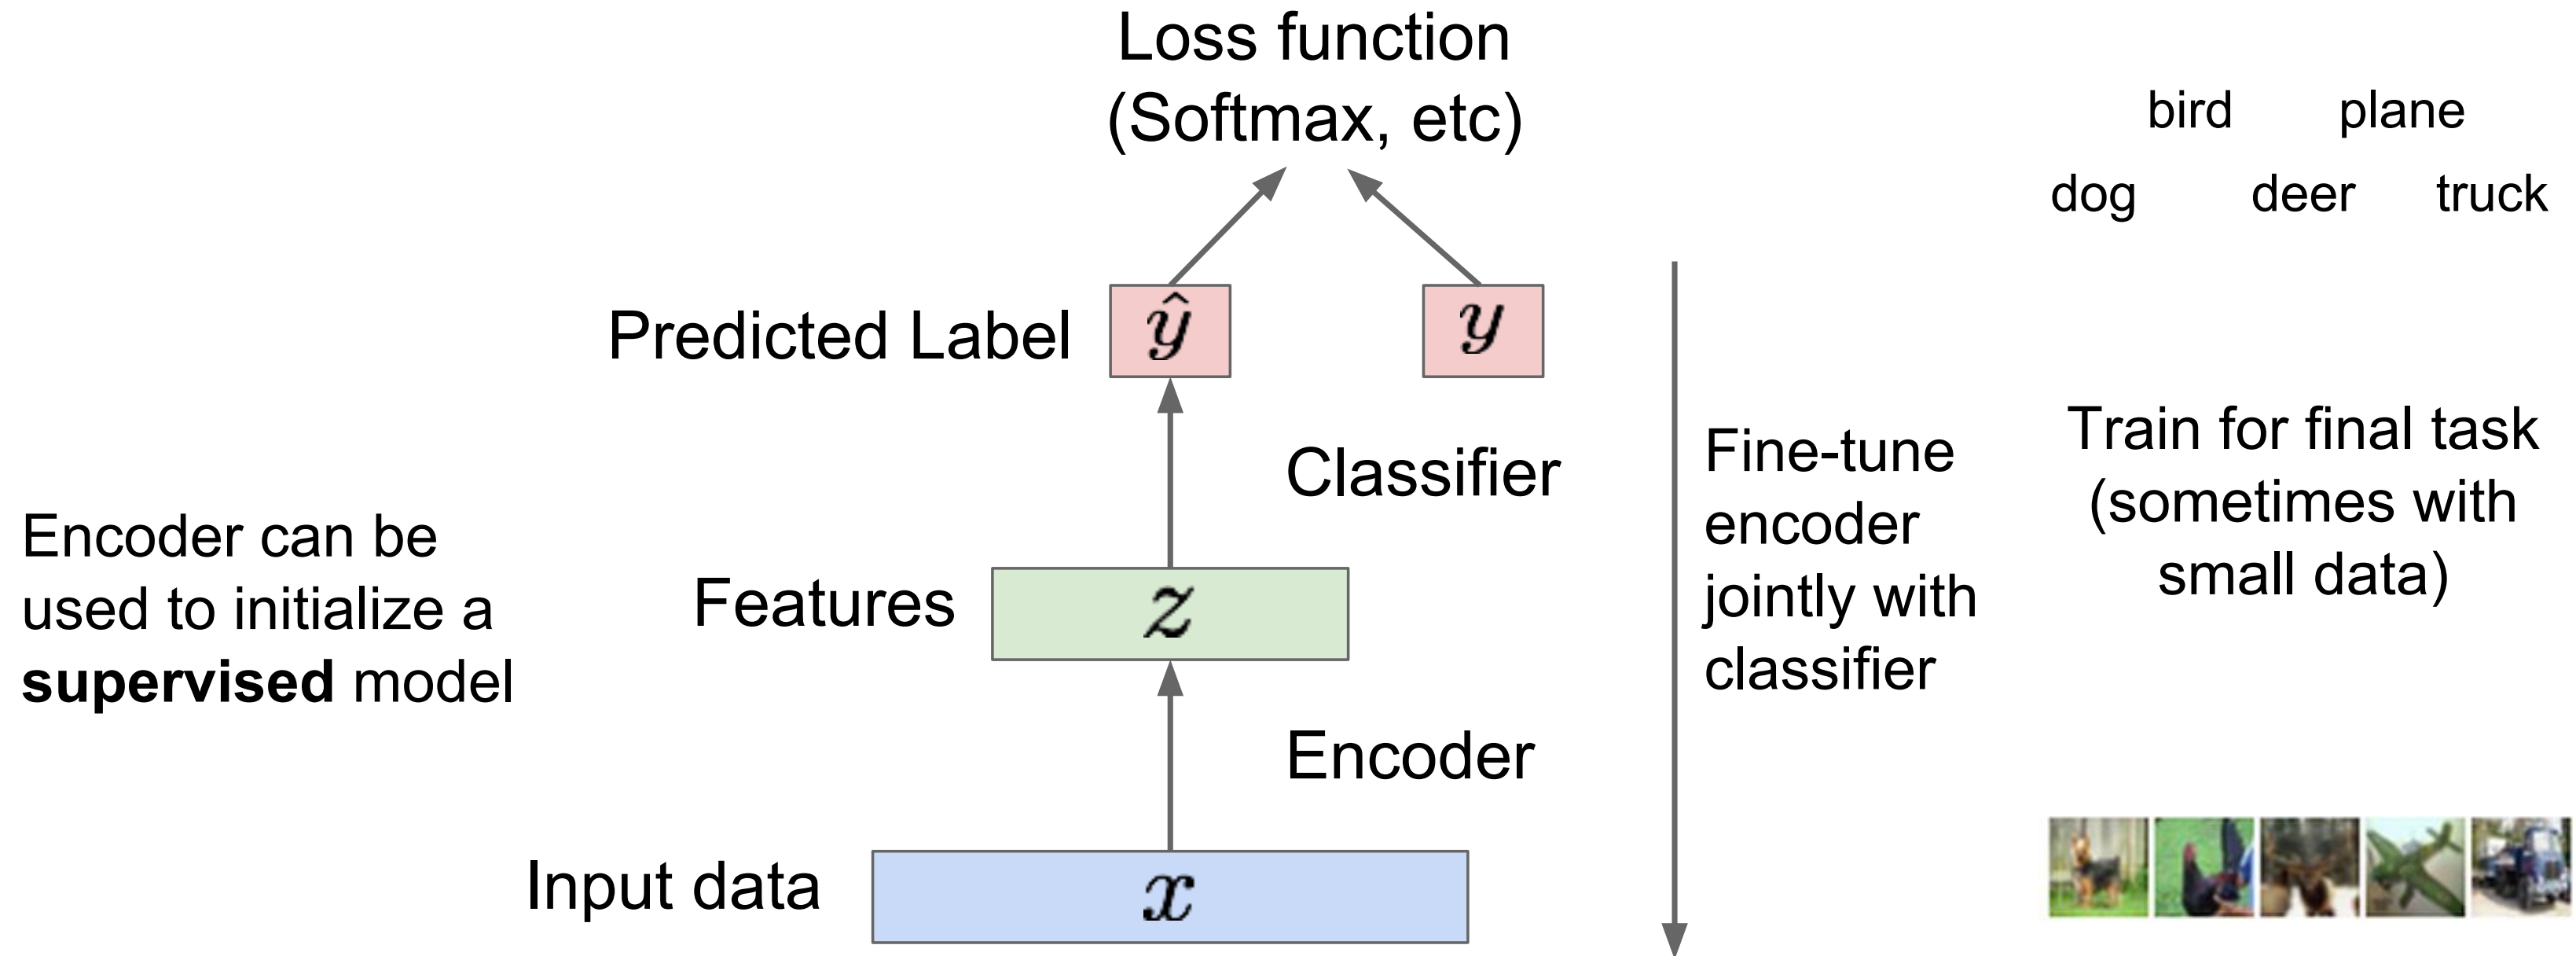 Loss function
(Softmax, etc)
bird plane
dog deer truck
Predicted Label
ŷ
y
Classifier
Fine-tune
encoder
jointly with
classifier
Train for final task
(sometimes with
small data)
Encoder can be
used to initialize a
supervised model
Features
z
Encoder
Input data
x